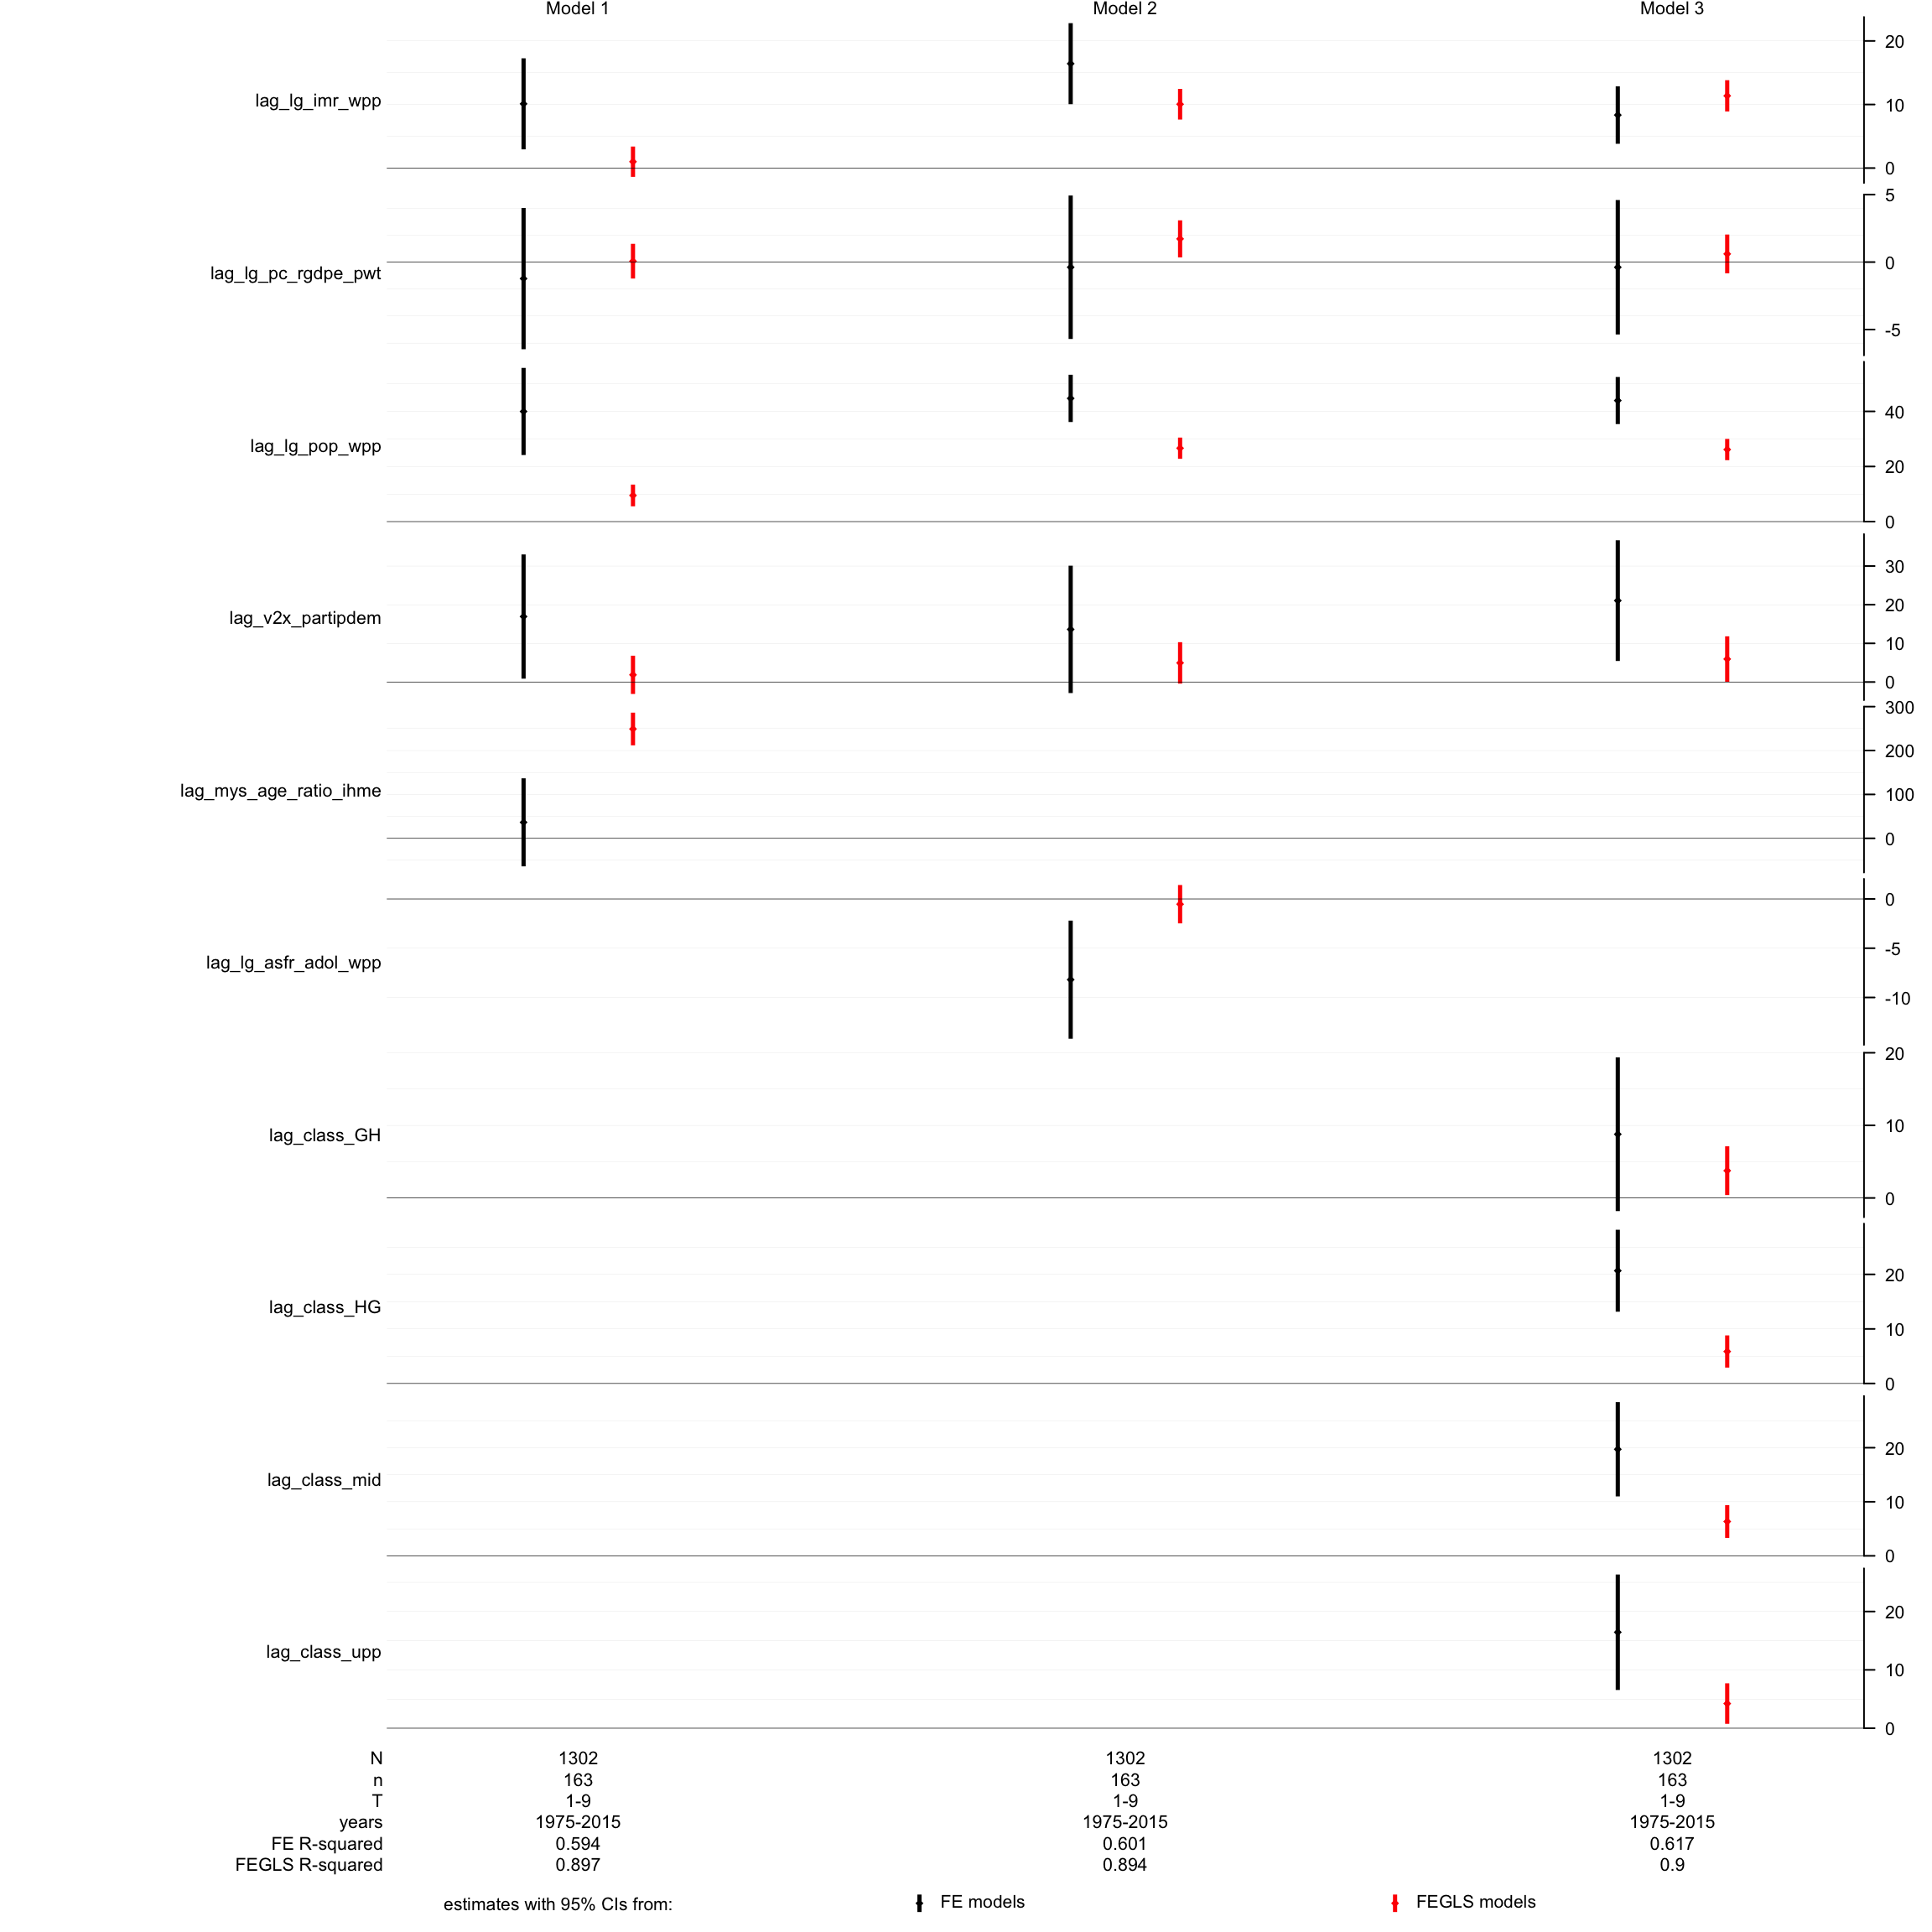 Model 1 Model 2 Model 3
20
lag_lg_imr_wpp 10
0
5
0
lag_lg_pc_rgdpe_pwt
-5
40
lag_lg_pop_wpp
20
0
30
20
lag_v2x_partipdem
10
0
300
200
lag_mys_age_ratio_ihme 100
0
0
-5
lag_lg_asfr_adol_wpp
-10
20
10
lag_class_GH
0
20
lag_class_HG
10
0
20
lag_class_mid
10
0
20
lag_class_upp
10
0
N 1302 1302 1302
n 163 163 163
T 1-9 1-9 1-9
years 1975-2015 1975-2015 1975-2015
FE R-squared 0.594 0.601 0.617
FEGLS R-squared 0.897 0.894 0.9
estimates with 95% CIs from: FE models FEGLS models